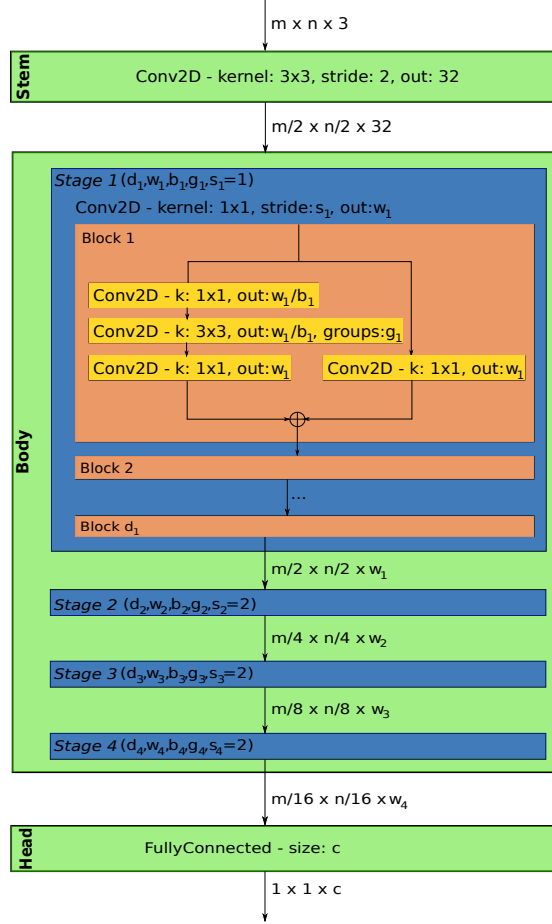 m x n x 3
Stem
Conv2D - kernel: 3x3, stride: 2, out: 32
m/2 x n/2 x 32
Body
Stage 1 (d₁,w₁,b₁,g₁,s₁=1)
Conv2D - kernel: 1x1, stride:s₁, out:w₁
Block 1
Conv2D - k: 1x1, out:w₁/b₁
Conv2D - k: 3x3, out:w₁/b₁, groups:g₁
Conv2D - k: 1x1, out:w₁
Conv2D - k: 1x1, out:w₁
Block 2
...
Block d₁
m/2 x n/2 x w₁
Stage 2 (d₂,w₂,b₂,g₂,s₂=2)
m/4 x n/4 x w₂
Stage 3 (d₃,w₃,b₃,g₃,s₃=2)
m/8 x n/8 x w₃
Stage 4 (d₄,w₄,b₄,g₄,s₄=2)
m/16 x n/16 x w₄
Head
FullyConnected - size: c
1 x 1 x c